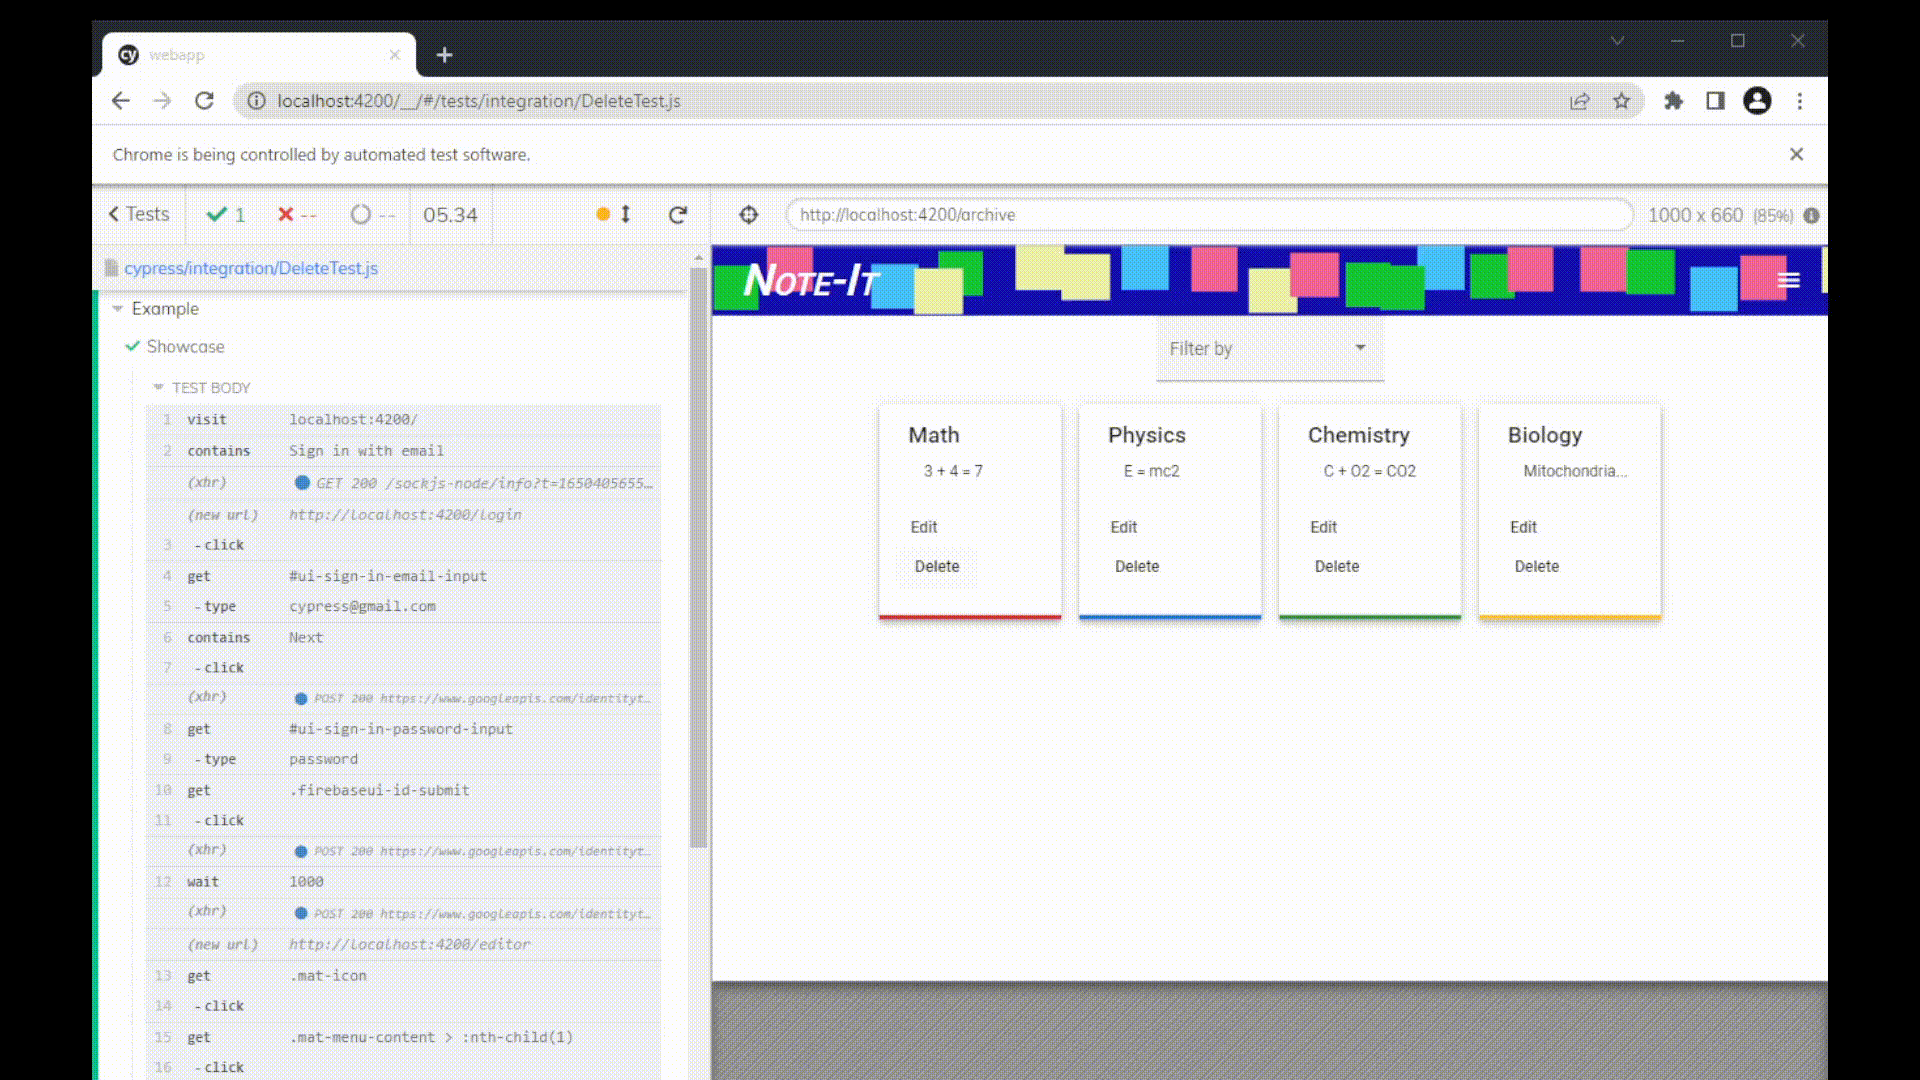 cy webapp
localhost:4200/__/#/tests/integration/DeleteTest.js
Chrome is being controlled by automated test software.
Tests 1 -- -- 05.34
http://localhost:4200/archive 1000 x 660 (85%)
cypress/integration/DeleteTest.js
Example
Showcase
TEST BODY
1 visit localhost:4200/
2 contains Sign in with email
(xhr) GET 200 /sockjs-node/info?t=1650405655...
(new url) http://localhost:4200/login
3 -click
4 get #ui-sign-in-email-input
5 -type cypress@gmail.com
6 contains Next
7 -click
(xhr) POST 200 https://www.googleapis.com/identityt...
8 get #ui-sign-in-password-input
9 -type password
10 get .firebaseui-id-submit
11 -click
(xhr) POST 200 https://www.googleapis.com/identityt...
12 wait 1000
(xhr) POST 200 https://www.googleapis.com/identityt...
(new url) http://localhost:4200/editor
13 get .mat-icon
14 -click
15 get .mat-menu-content > :nth-child(1)
16 -click
NOTE-IT
Filter by
Math
3 + 4 = 7
Edit
Delete
Physics
E = mc2
Edit
Delete
Chemistry
C + O2 = CO2
Edit
Delete
Biology
Mitochondria...
Edit
Delete